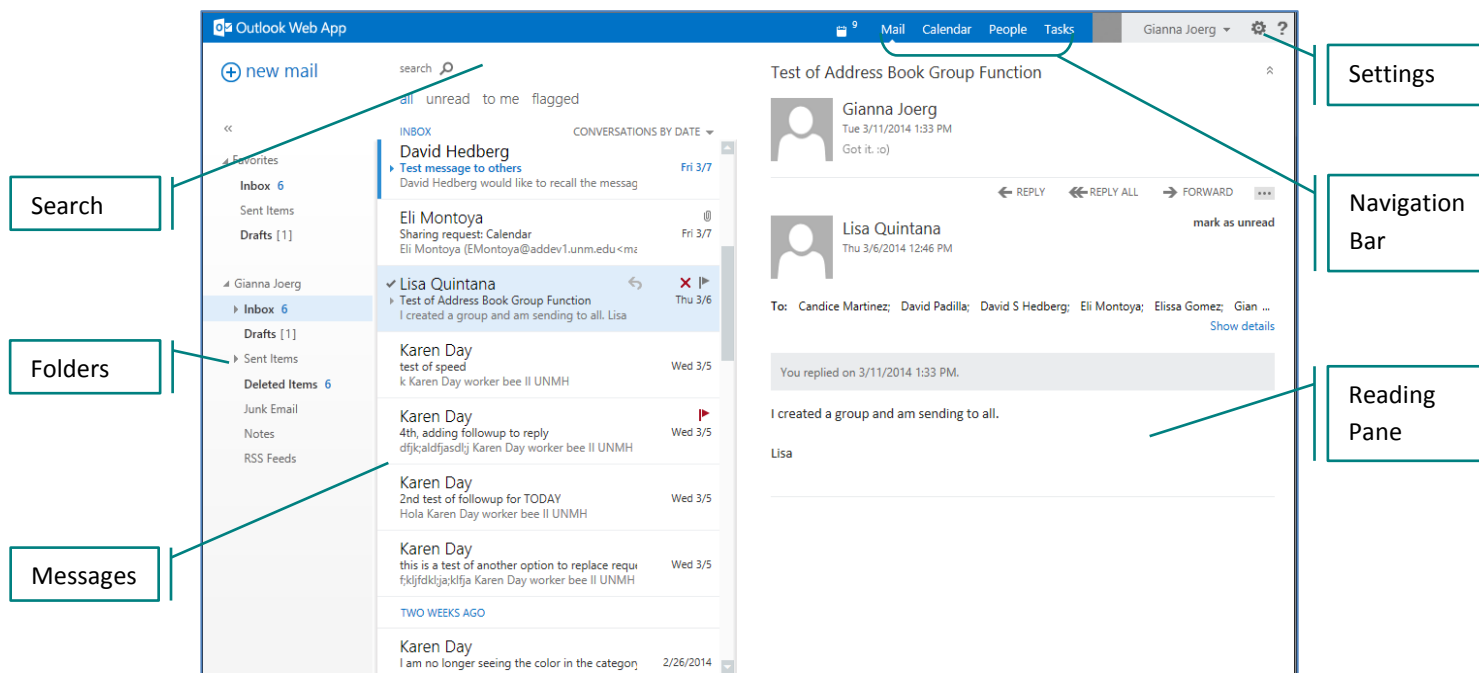 Outlook Web App
9
Mail Calendar People Tasks
Gianna Joerg
?
Settings
Navigation
Bar
Reading
Pane
Search
Folders
Messages
new mail
«
Favorites
Inbox 6
Sent Items
Drafts [1]
Gianna Joerg
Inbox 6
Drafts [1]
Sent Items
Deleted Items 6
Junk Email
Notes
RSS Feeds
search
all unread to me flagged
INBOX CONVERSATIONS BY DATE
David Hedberg
Test message to others Fri 3/7
David Hedberg would like to recall the messag
Eli Montoya
Sharing request: Calendar Fri 3/7
Eli Montoya (EMontoya@addev1.unm.edu<ma
Lisa Quintana
Test of Address Book Group Function Thu 3/6
I created a group and am sending to all. Lisa
Karen Day
test of speed Wed 3/5
k Karen Day worker bee II UNMH
Karen Day
4th, adding followup to reply Wed 3/5
dfjk;aldfjasdl;j Karen Day worker bee II UNMH
Karen Day
2nd test of followup for TODAY Wed 3/5
Hola Karen Day worker bee II UNMH
Karen Day
this is a test of another option to replace reque Wed 3/5
f;kljfdkl;ja;klfja Karen Day worker bee II UNMH
TWO WEEKS AGO
Karen Day
I am no longer seeing the color in the category 2/26/2014
Test of Address Book Group Function
Gianna Joerg
Tue 3/11/2014 1:33 PM
Got it. :o)
REPLY REPLY ALL FORWARD ...
mark as unread
Lisa Quintana
Thu 3/6/2014 12:46 PM
To: Candice Martinez; David Padilla; David S Hedberg; Eli Montoya; Elissa Gomez; Gian ...
Show details
You replied on 3/11/2014 1:33 PM.
I created a group and am sending to all.
Lisa